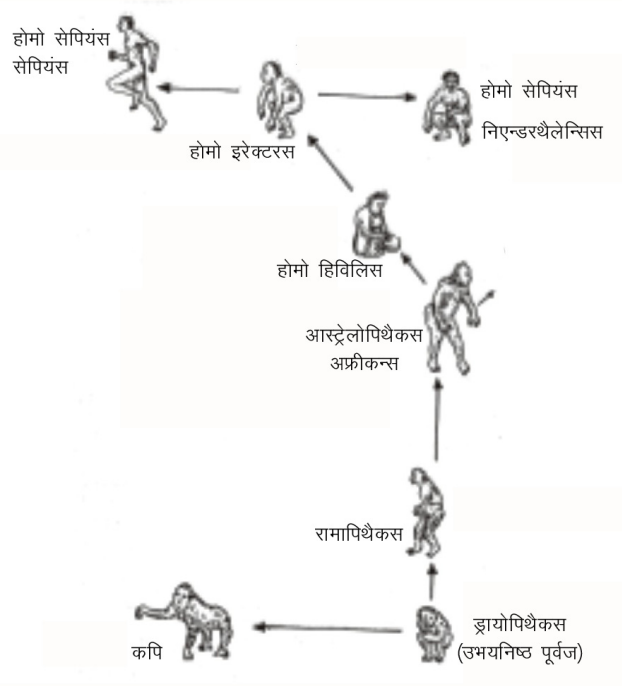 होमो सेपियंस
सेपियंस
होमो सेपियंस
निएन्डरथैलेन्सिस
होमो इरेक्टरस
होमो हिविलिस
आस्ट्रेलोपिथैकस
अफ्रीकन्स
रामापिथैकस
ड्रायोपिथैकस
(उभयनिष्ठ पूर्वज)
कपि